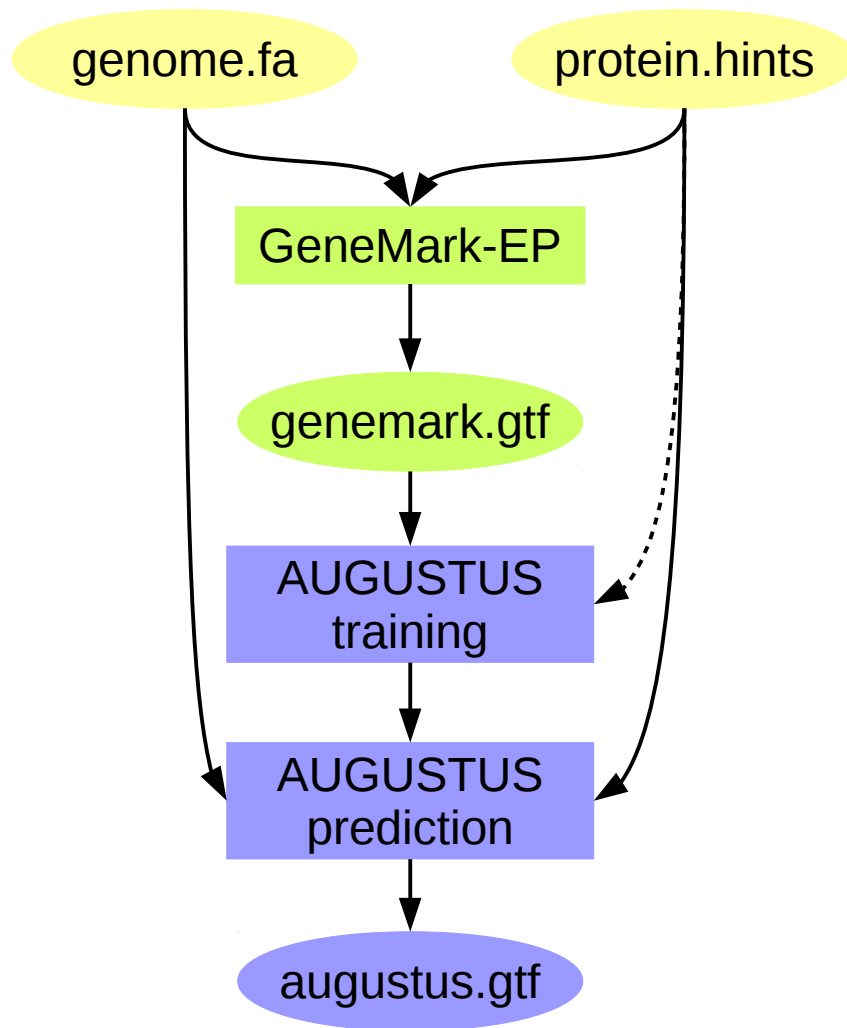 genome.fa
protein.hints
GeneMark-EP
genemark.gtf
AUGUSTUS
training
AUGUSTUS
prediction
augustus.gtf